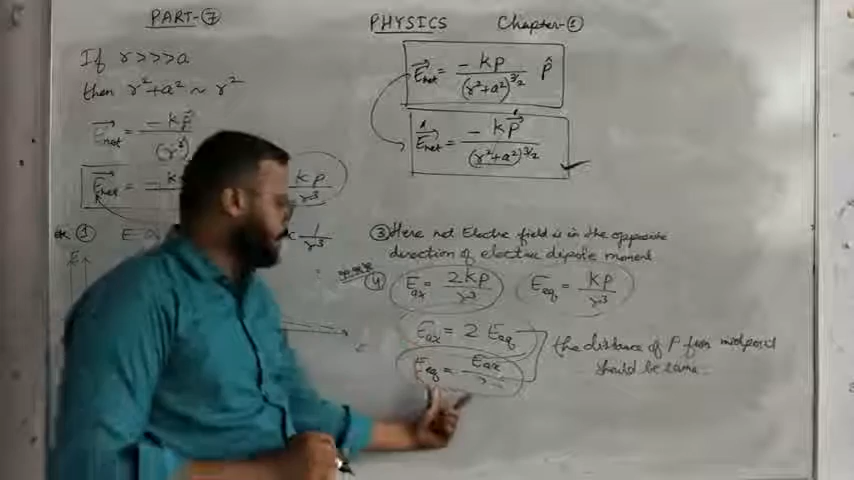 PART-⑦
PHYSICS Chapter-①
If r>>>a
then r²+a² ~ r²
E⃗net = -kp⃗
E⃗net = -k
kp / r³
E⃗net = -kp / (r²+a²)^3/2 p̂
E⃗net = -kp⃗ / (r²+a²)^3/2 ✓
①
1 / r³
③ Here net Electric field is in the opposite
direction of electric dipole moment
④ Eax = 2kp / r³ Eeq = kp / r³
Eax = 2 Eeq
Eeq = Eax / 2
the distance of P from midpoint
should be same